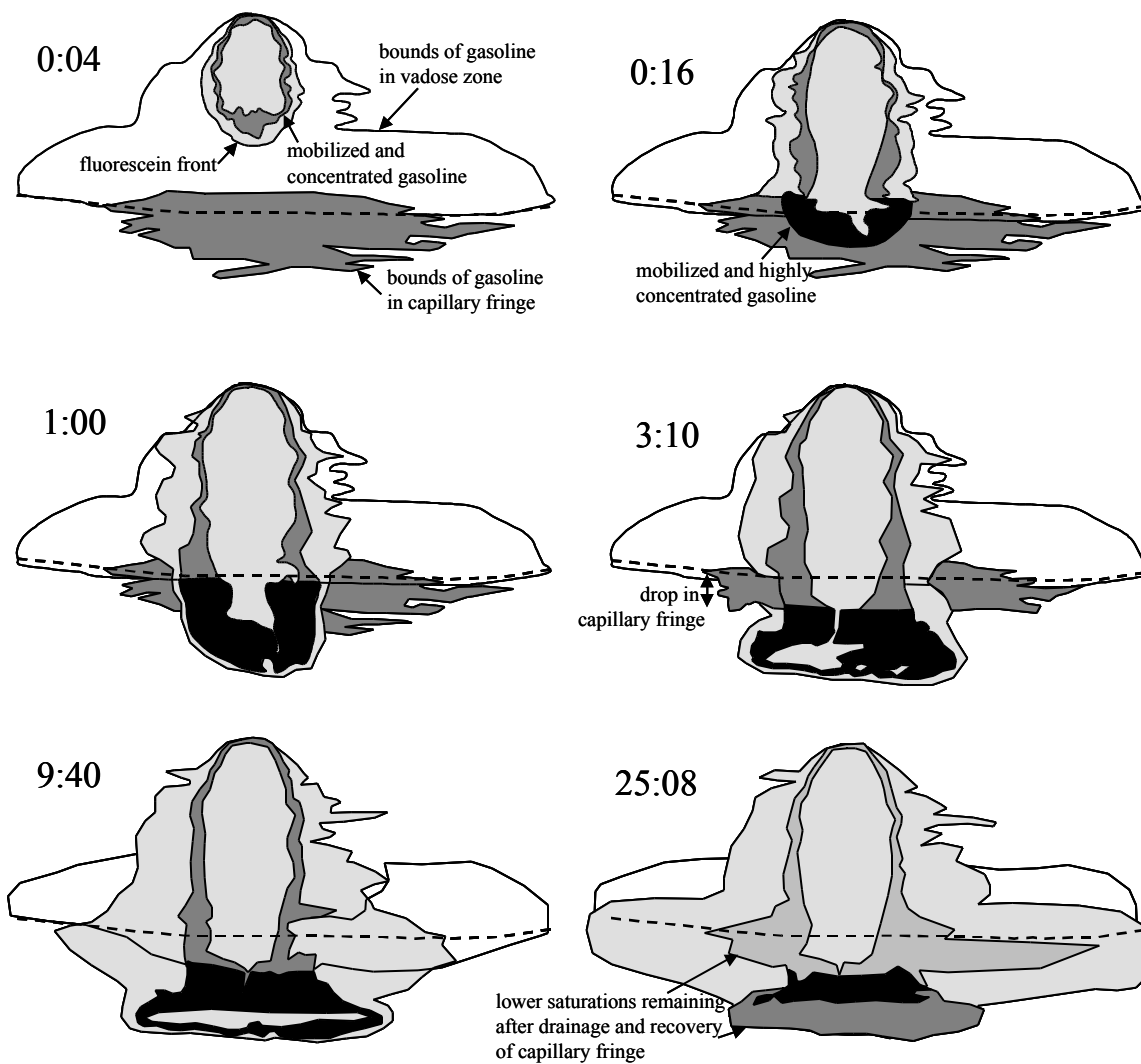 0:04
bounds of gasoline
in vadose zone
fluorescein front
mobilized and
concentrated gasoline
bounds of gasoline
in capillary fringe
0:16
mobilized and highly
concentrated gasoline
1:00
3:10
drop in
capillary fringe
9:40
25:08
lower saturations remaining
after drainage and recovery
of capillary fringe